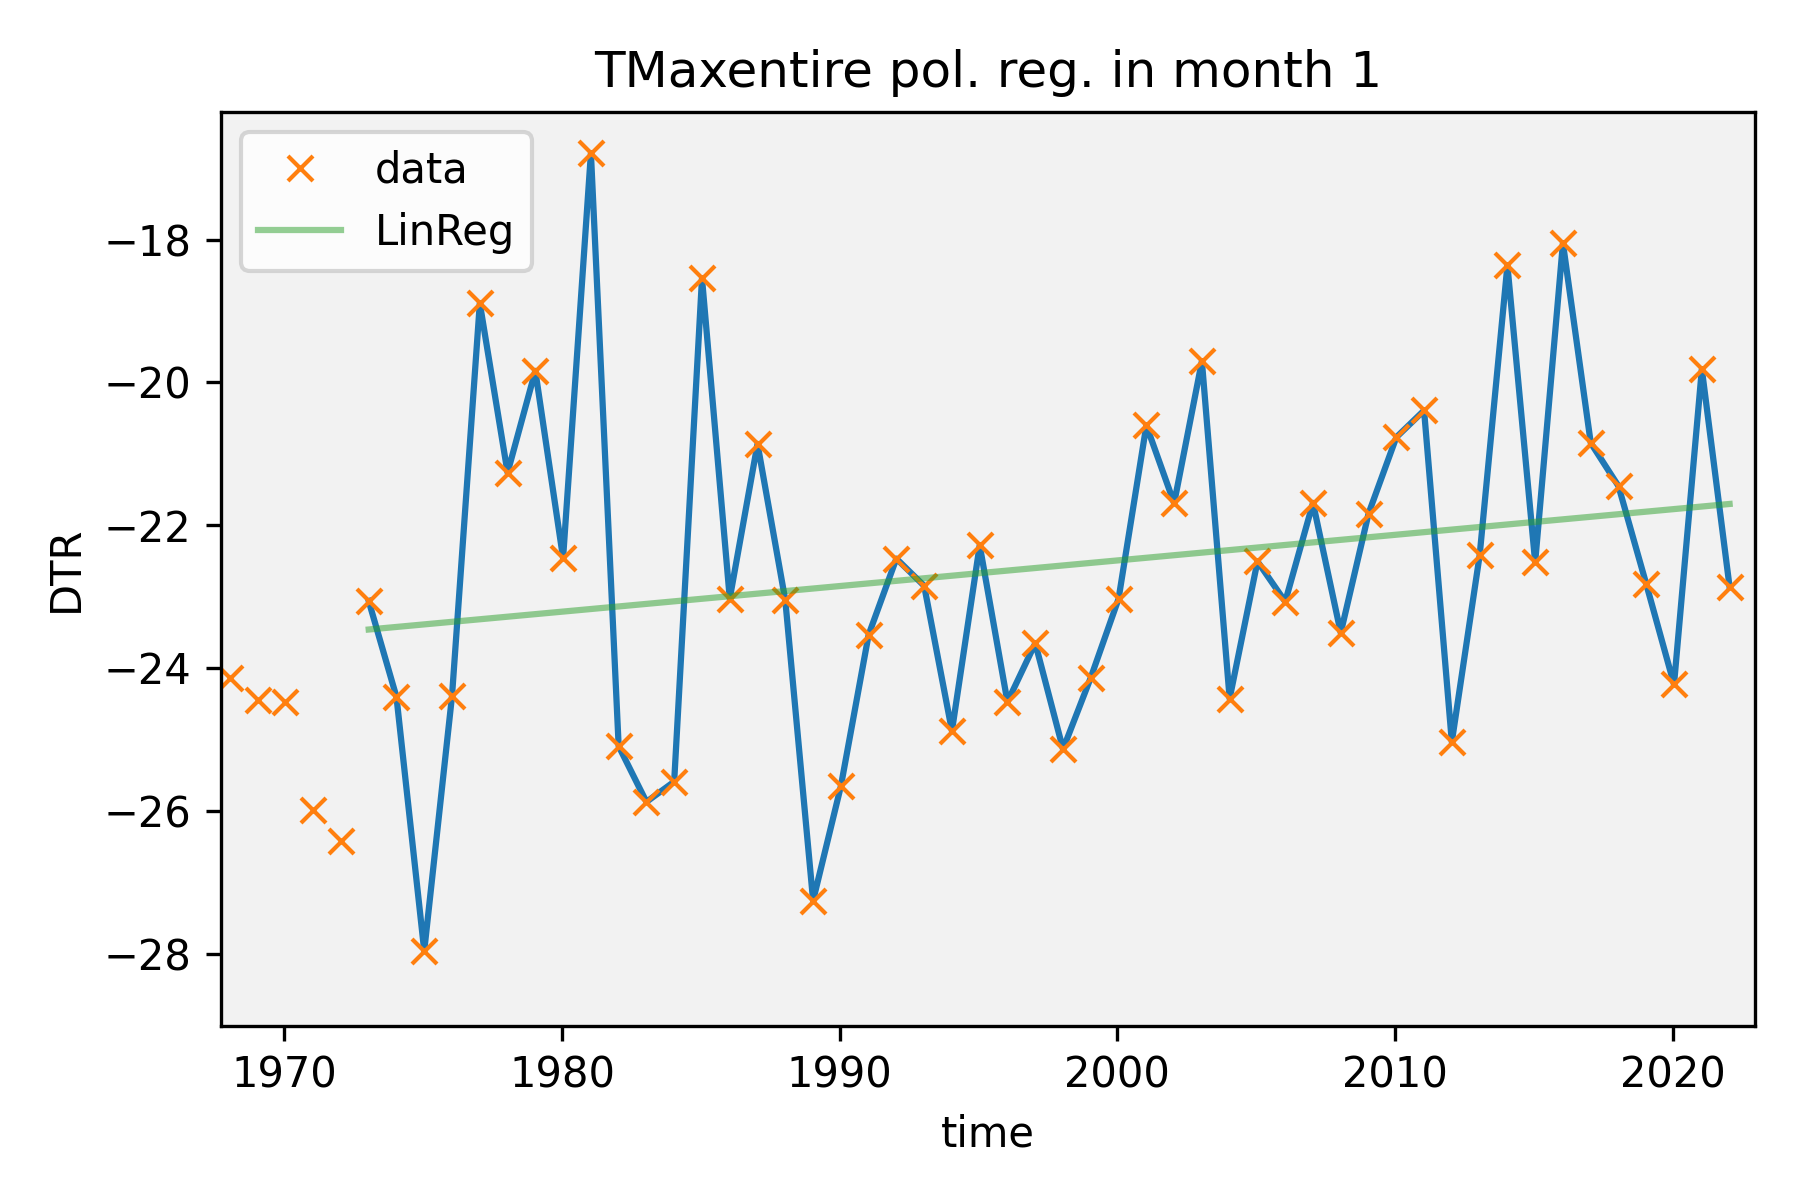 TMaxentire pol. reg. in month 1
data
LinReg
−18
−20
−22
−24
−26
−28
DTR
1970 1980 1990 2000 2010 2020
time